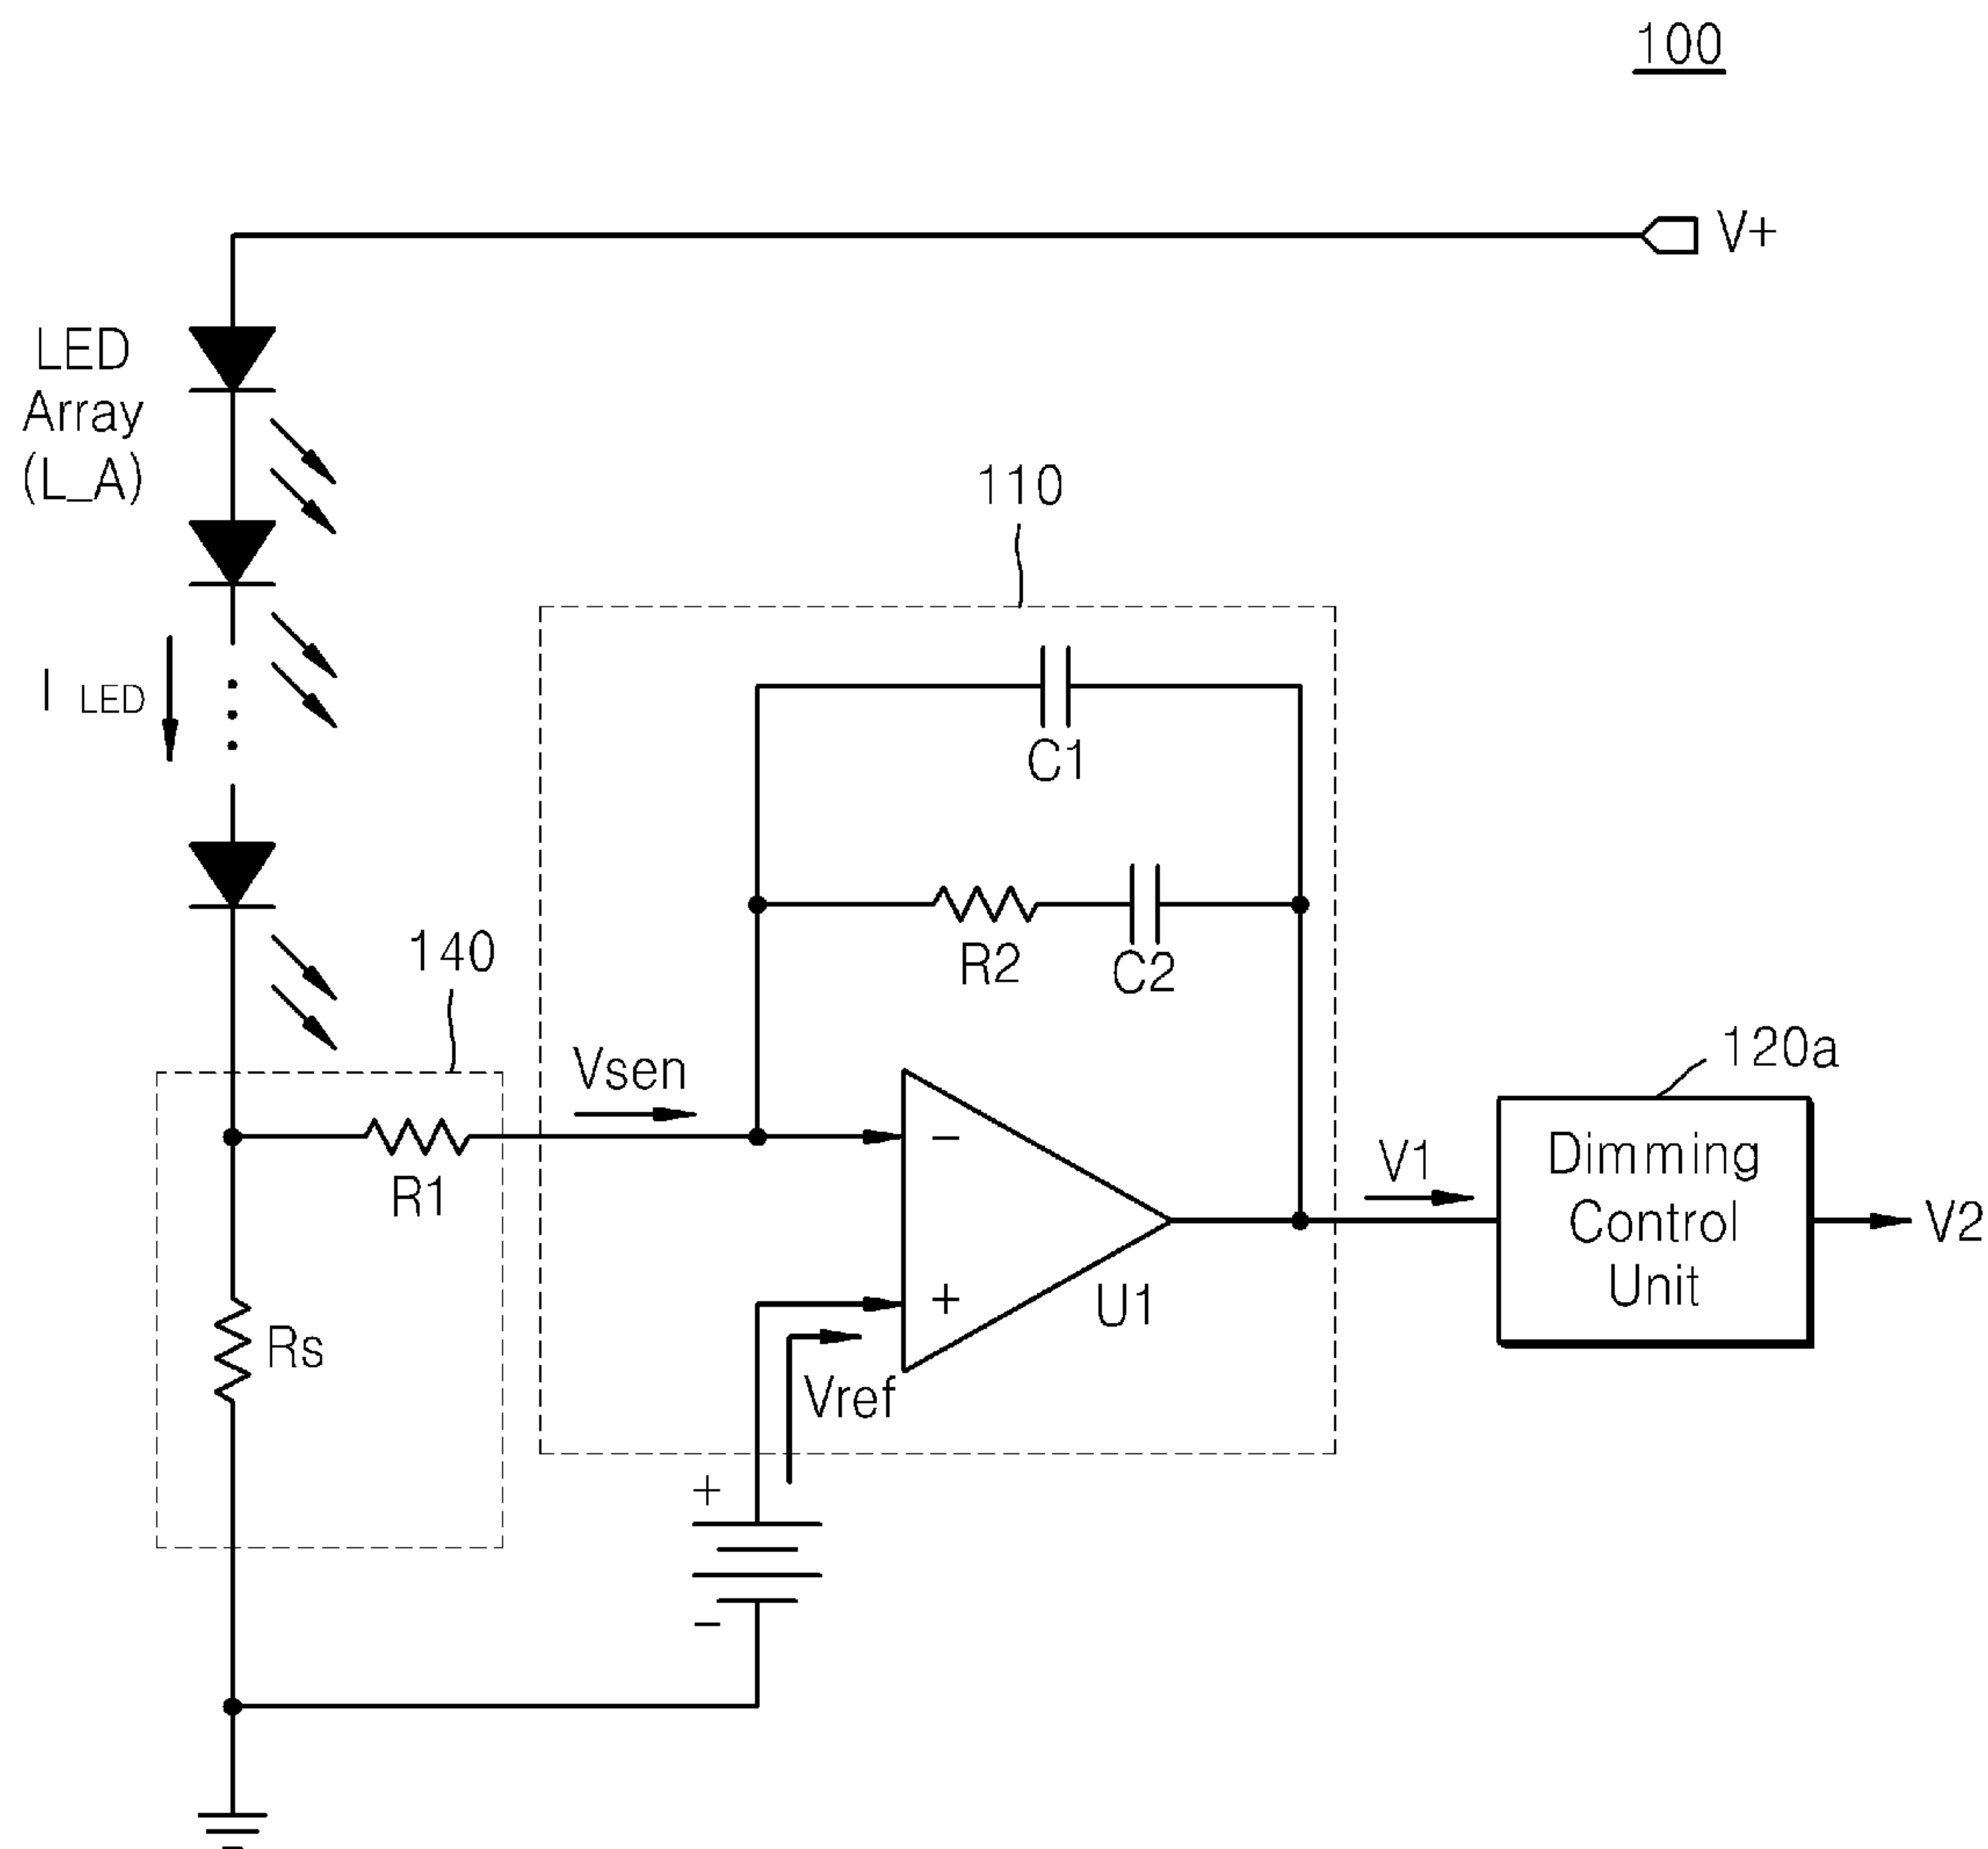 100
V+
LED
Array
(L_A)
110
I LED
C1
R2
C2
140
Vsen
120a
R1
−
V1
Dimming
Control
Unit
V2
+
U1
Rs
Vref
+
−